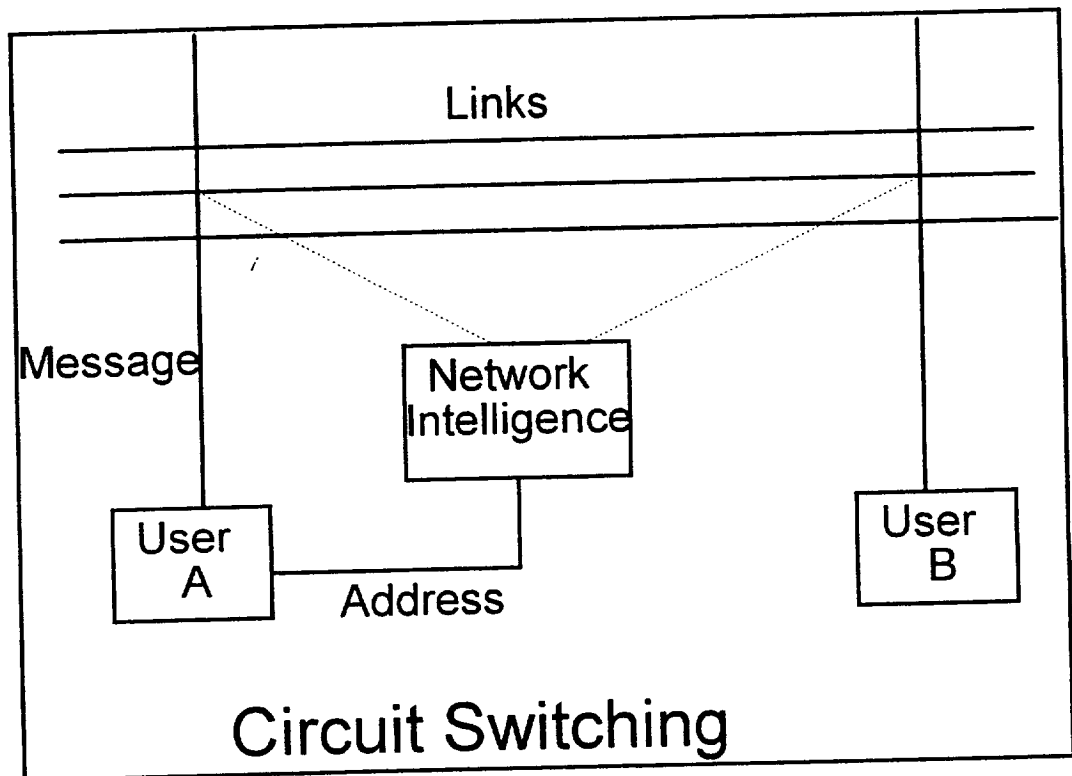 Links
Message
Network
Intelligence
User
A
Address
User
B
Circuit Switching